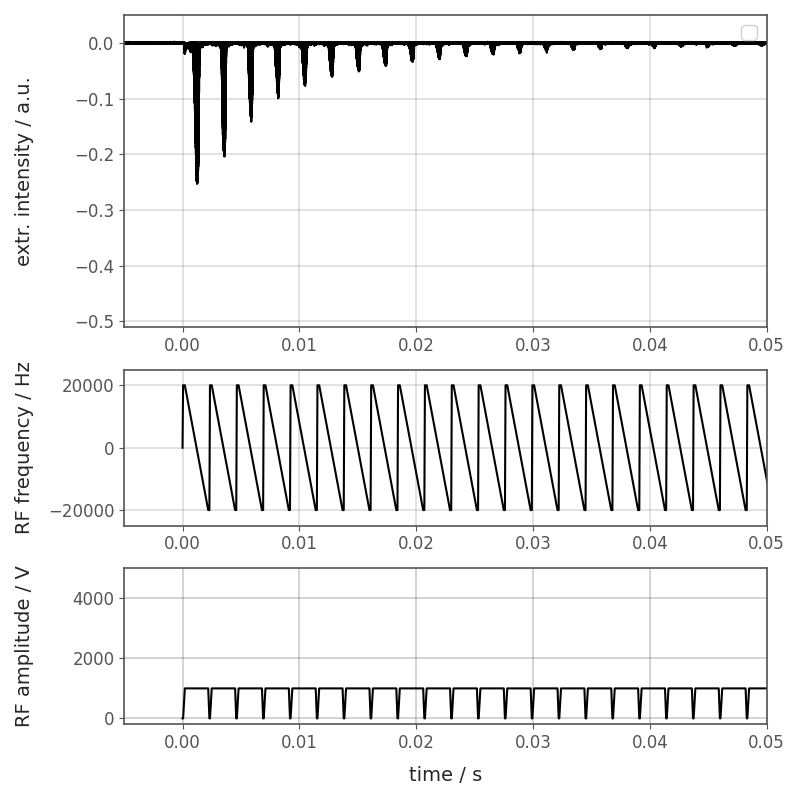 extr. intensity / a.u.
0.0
−0.1
−0.2
−0.3
−0.4
−0.5
0.00 0.01 0.02 0.03 0.04 0.05
RF frequency / Hz
20000
0
−20000
0.00 0.01 0.02 0.03 0.04 0.05
RF amplitude / V
4000
2000
0
0.00 0.01 0.02 0.03 0.04 0.05
time / s